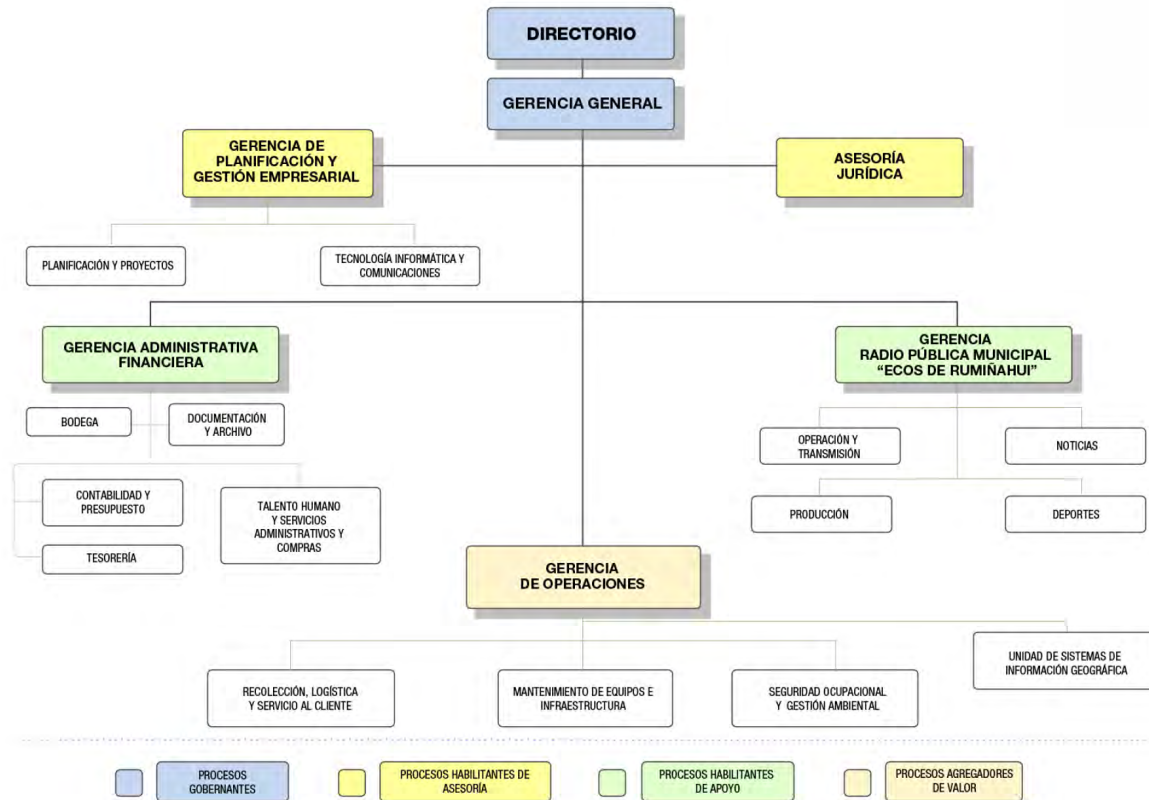 DIRECTORIO
GERENCIA GENERAL
GERENCIA DE
PLANIFICACIÓN Y
GESTIÓN EMPRESARIAL
ASESORÍA
JURÍDICA
PLANIFICACIÓN Y PROYECTOS
TECNOLOGÍA INFORMÁTICA Y
COMUNICACIONES
GERENCIA ADMINISTRATIVA
FINANCIERA
GERENCIA
RADIO PÚBLICA MUNICIPAL
“ECOS DE RUMIÑAHUI”
BODEGA
DOCUMENTACIÓN
Y ARCHIVO
OPERACIÓN Y
TRANSMISIÓN
NOTICIAS
CONTABILIDAD Y
PRESUPUESTO
TALENTO HUMANO
Y SERVICIOS
ADMINISTRATIVOS Y
COMPRAS
PRODUCCIÓN
DEPORTES
TESORERÍA
GERENCIA
DE OPERACIONES
RECOLECCIÓN, LOGÍSTICA
Y SERVICIO AL CLIENTE
MANTENIMIENTO DE EQUIPOS E
INFRAESTRUCTURA
SEGURIDAD OCUPACIONAL
Y GESTIÓN AMBIENTAL
UNIDAD DE SISTEMAS DE
INFORMACIÓN GEOGRÁFICA
PROCESOS
GOBERNANTES
PROCESOS HABILITANTES DE
ASESORÍA
PROCESOS HABILITANTES
DE APOYO
PROCESOS AGREGADORES
DE VALOR